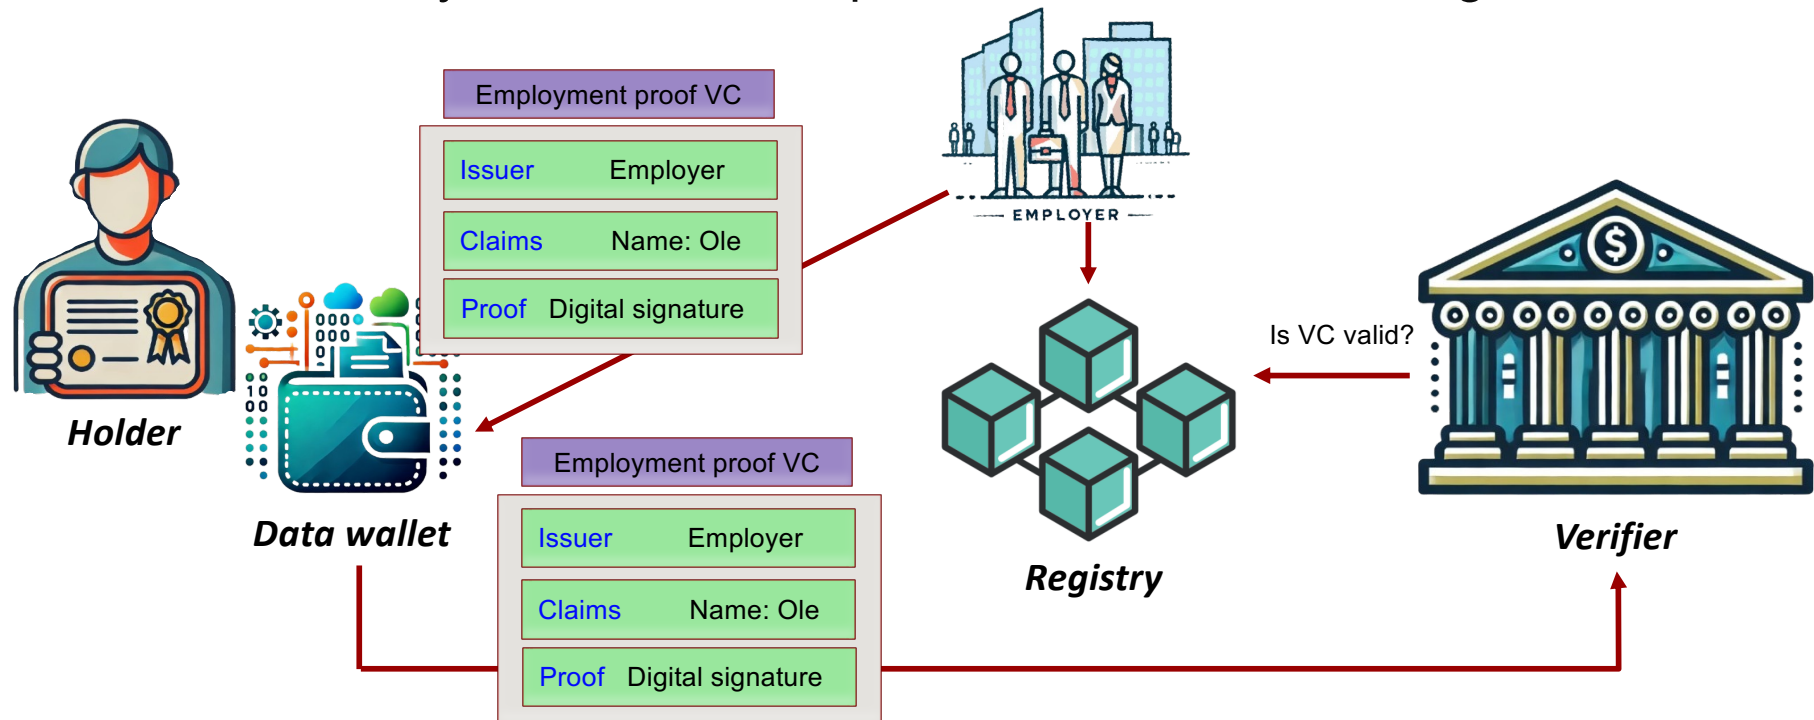 Employment proof VC
Issuer Employer
Claims Name: Ole
Proof Digital signature
EMPLOYER
$
Is VC valid?
Holder
Data wallet
Employment proof VC
Issuer Employer
Claims Name: Ole
Proof Digital signature
Registry
Verifier